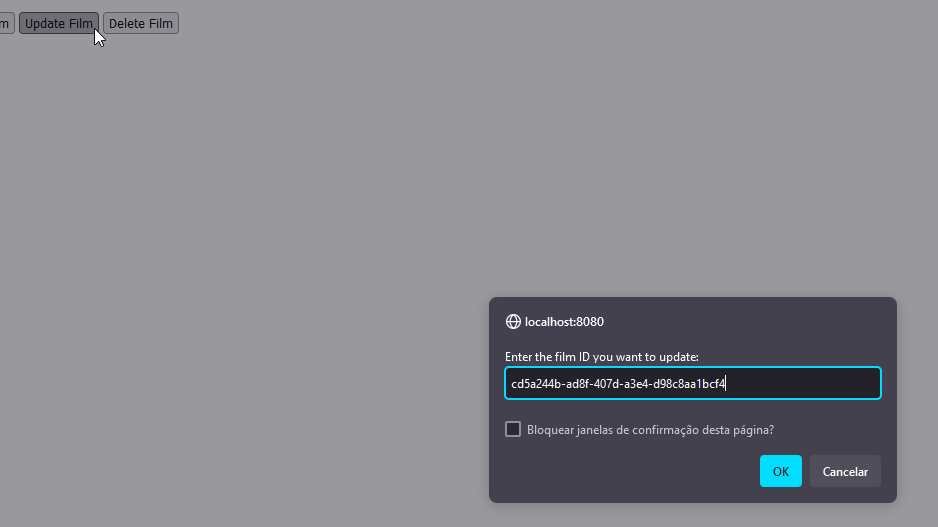 m Update Film Delete Film
localhost:8080
Enter the film ID you want to update:
cd5a244b-ad8f-407d-a3e4-d98c8aa1bcf4
Bloquear janelas de confirmação desta página?
OK Cancelar